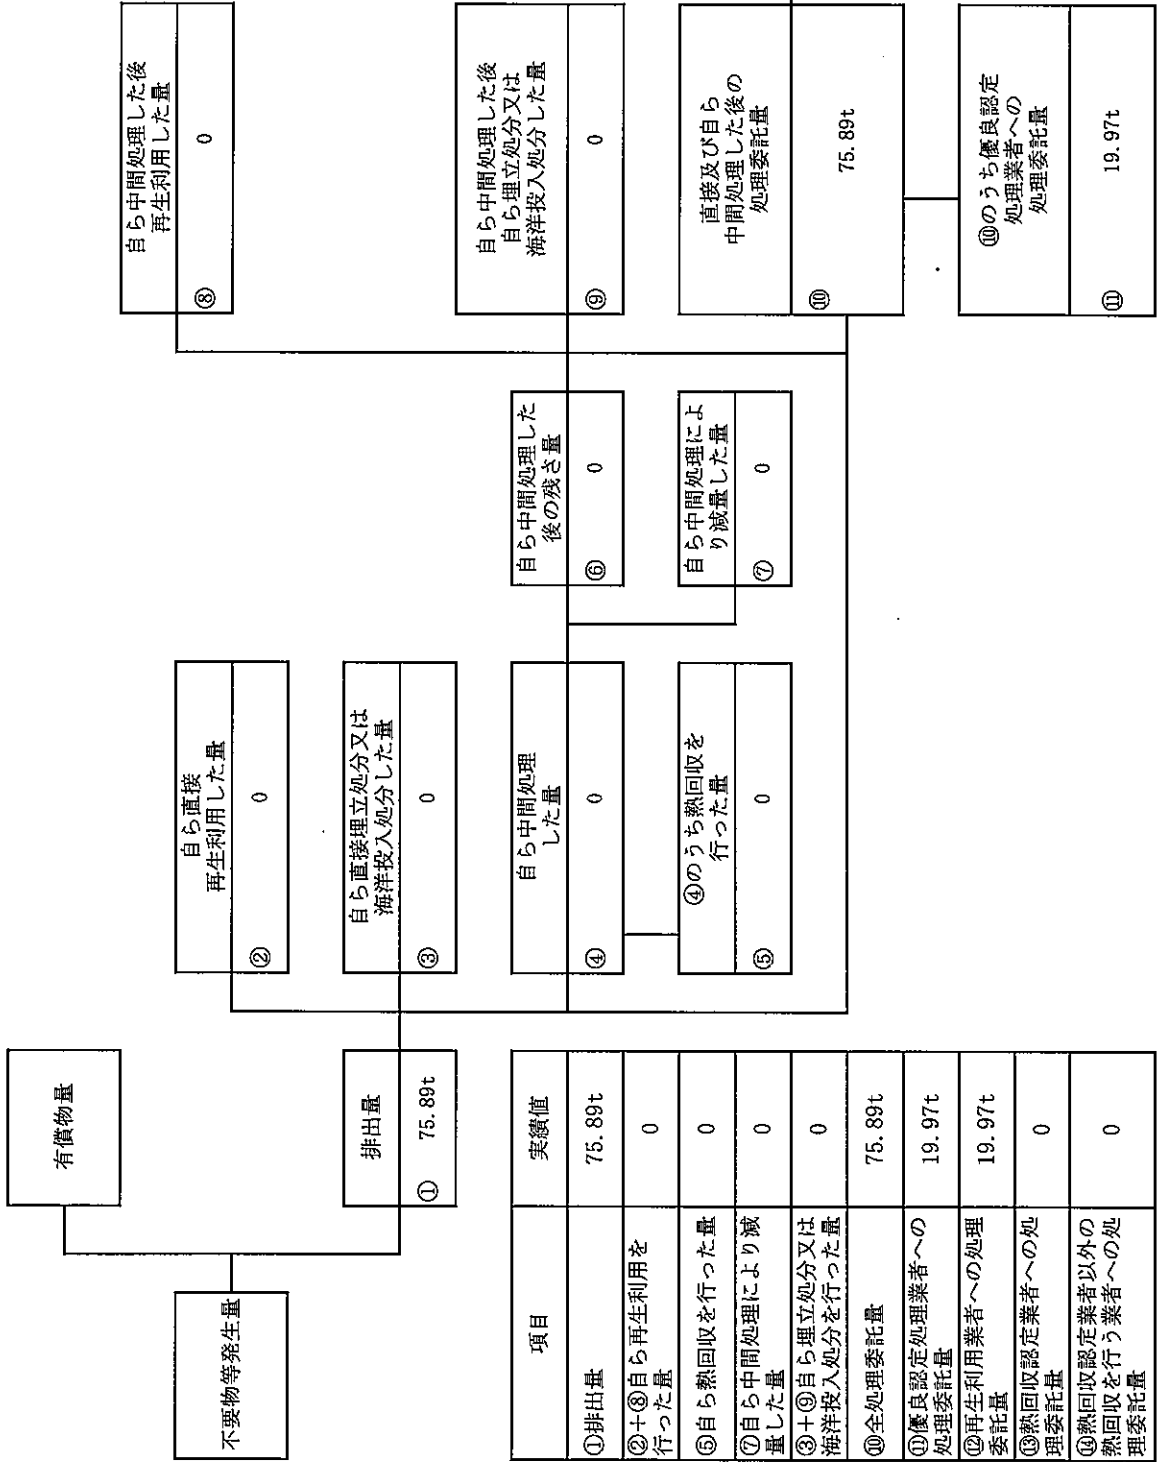 不要物等発生量
有償物量
排出量
① 75.89t
自ら直接
再生利用した量
② 0
自ら直接埋立処分又は
海洋投入処分した量
③ 0
自ら中間処理
した量
④ 0
④のうち熱回収を
行った量
⑤ 0
自ら中間処理した
後の残さ量
⑥ 0
自ら中間処理によ
り減量した量
⑦ 0
自ら中間処理した後
再生利用した量
⑧ 0
自ら中間処理した後
自ら埋立処分又は
海洋投入処分した量
⑨ 0
直接及び自ら
中間処理した後の
処理委託量
⑩ 75.89t
⑩のうち優良認定
処理業者への
処理委託量
⑪ 19.97t
項目 実績値
①排出量 75.89t
②+⑧自ら再生利用を
行った量 0
⑤自ら熱回収を行った量 0
⑦自ら中間処理により減
量した量 0
③+⑨自ら埋立処分又は
海洋投入処分を行った量 0
⑩全処理委託量 75.89t
⑪優良認定処理業者への
処理委託量 19.97t
⑫再生利用業者への処理
委託量 19.97t
⑬熱回収認定業者への処
理委託量 0
⑭熱回収認定業者以外の
熱回収を行う業者への処
理委託量 0